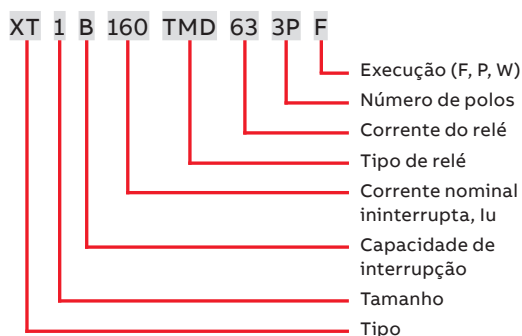 XT 1 B 160 TMD 63 3P F
Execução (F, P, W)
Número de polos
Corrente do relé
Tipo de relé
Corrente nominal
ininterrupta, Iu
Capacidade de
interrupção
Tamanho
Tipo